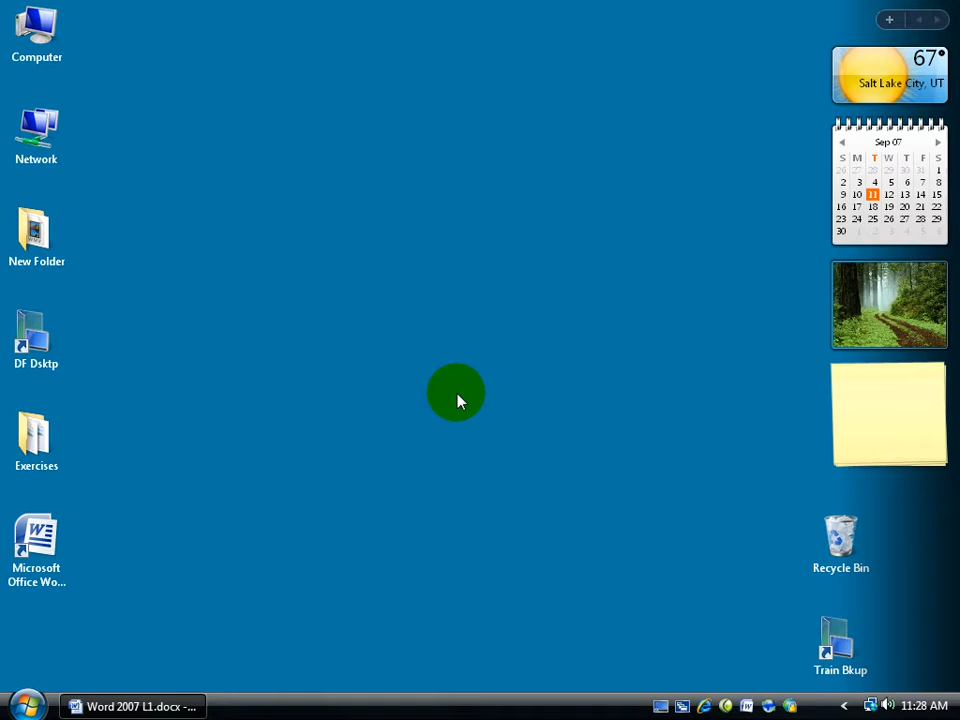 Computer
Network
New Folder
DF Dsktp
Exercises
Microsoft
Office Wo...
67°
Salt Lake City, UT
Sep 07
S M T W T F S
26 27 28 29 30 31 1
2 3 4 5 6 7 8
9 10 11 12 13 14 15
16 17 18 19 20 21 22
23 24 25 26 27 28 29
30 1 2 3 4 5 6
Recycle Bin
Train Bkup
Word 2007 L1.docx -...
11:28 AM